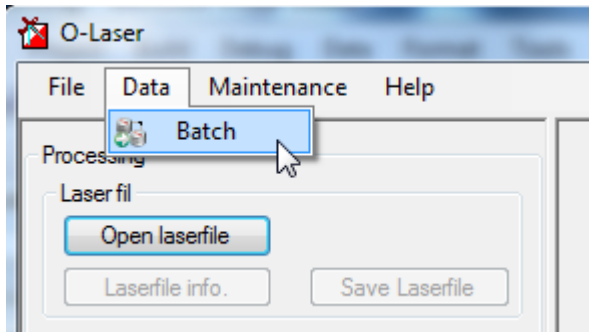 O-Laser
File Data Maintenance Help
Batch
Processing
Laser fil
Open laserfile
Laserfile info. Save Laserfile